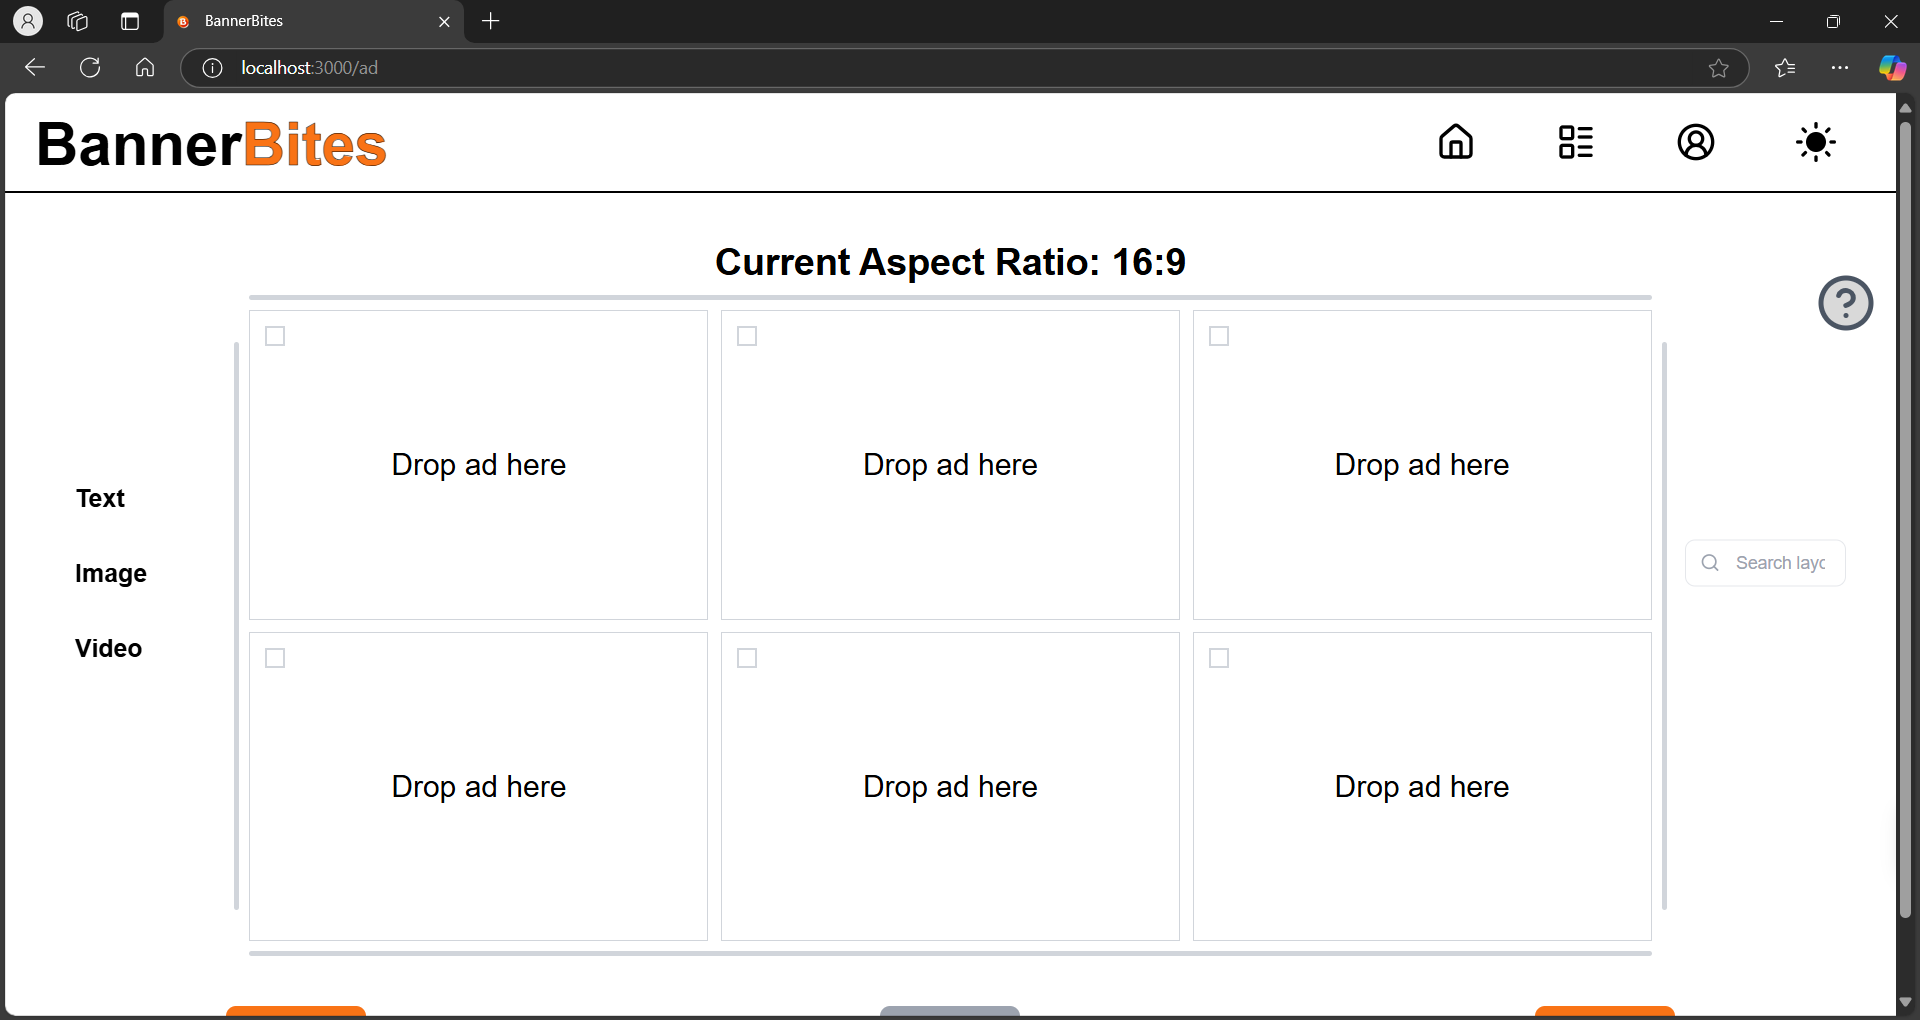 BannerBites
localhost:3000/ad
BannerBites
Current Aspect Ratio: 16:9
Drop ad here
Drop ad here
Drop ad here
Text
Image
Video
Search layo
Drop ad here
Drop ad here
Drop ad here